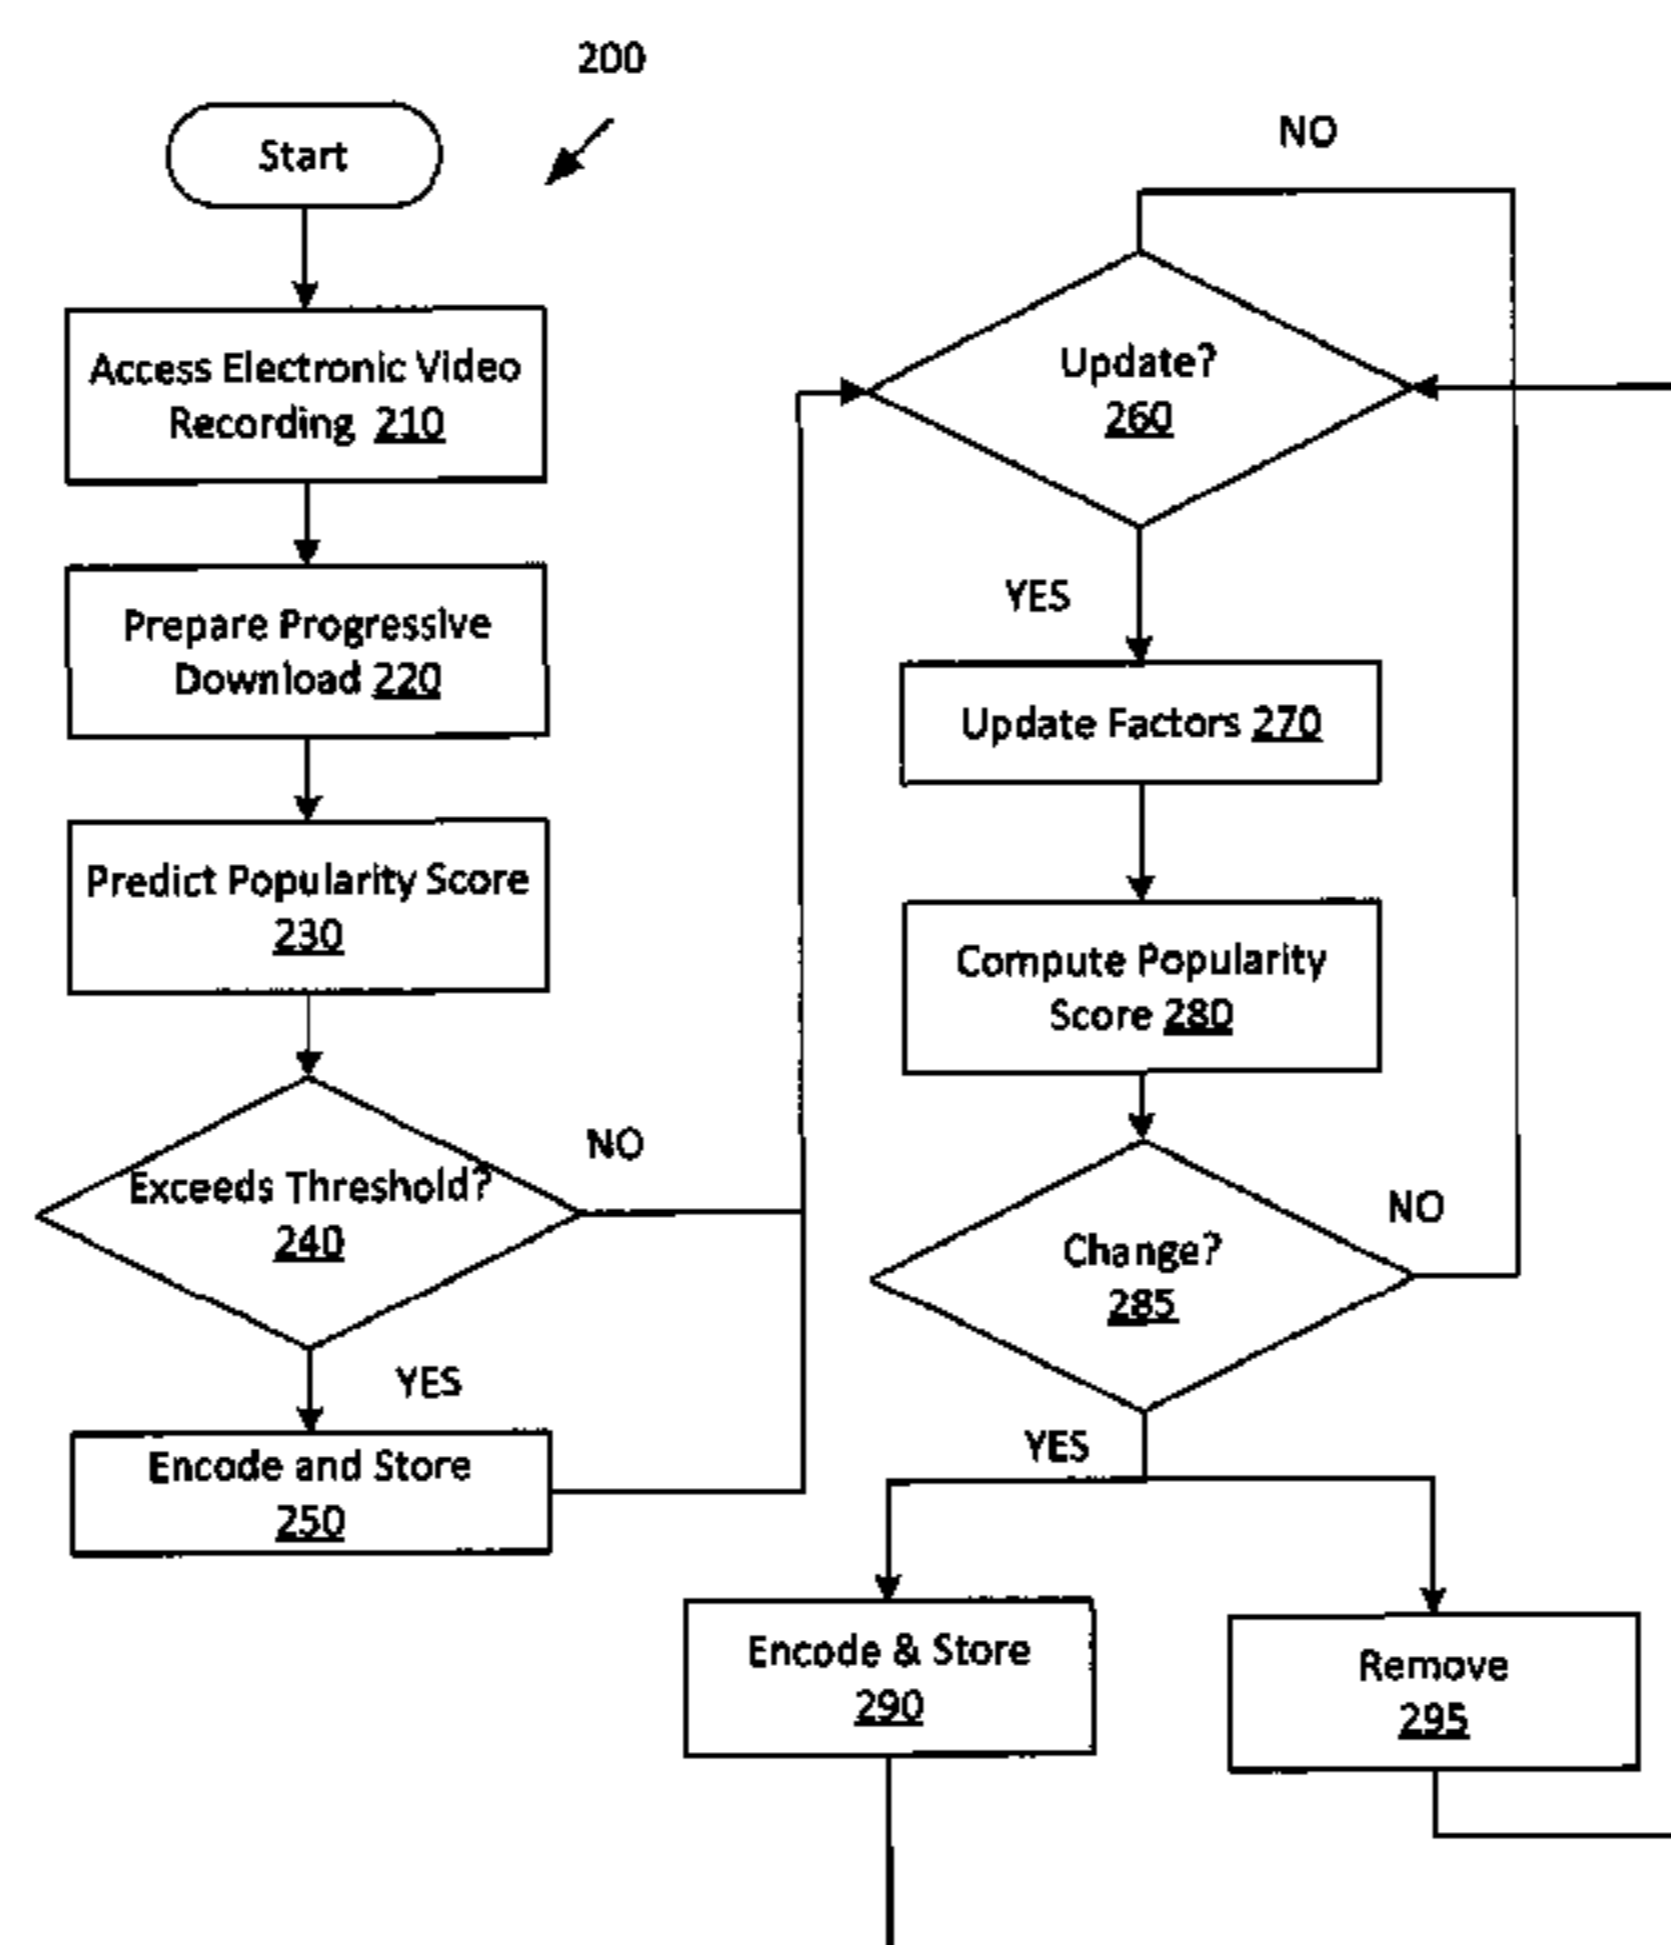 200
Start
Access Electronic Video
Recording 210
Prepare Progressive
Download 220
Predict Popularity Score
230
Exceeds Threshold?
240
NO
YES
Encode and Store
250
NO
Update?
260
YES
Update Factors 270
Compute Popularity
Score 280
Change?
285
NO
YES
Encode & Store
290
Remove
295